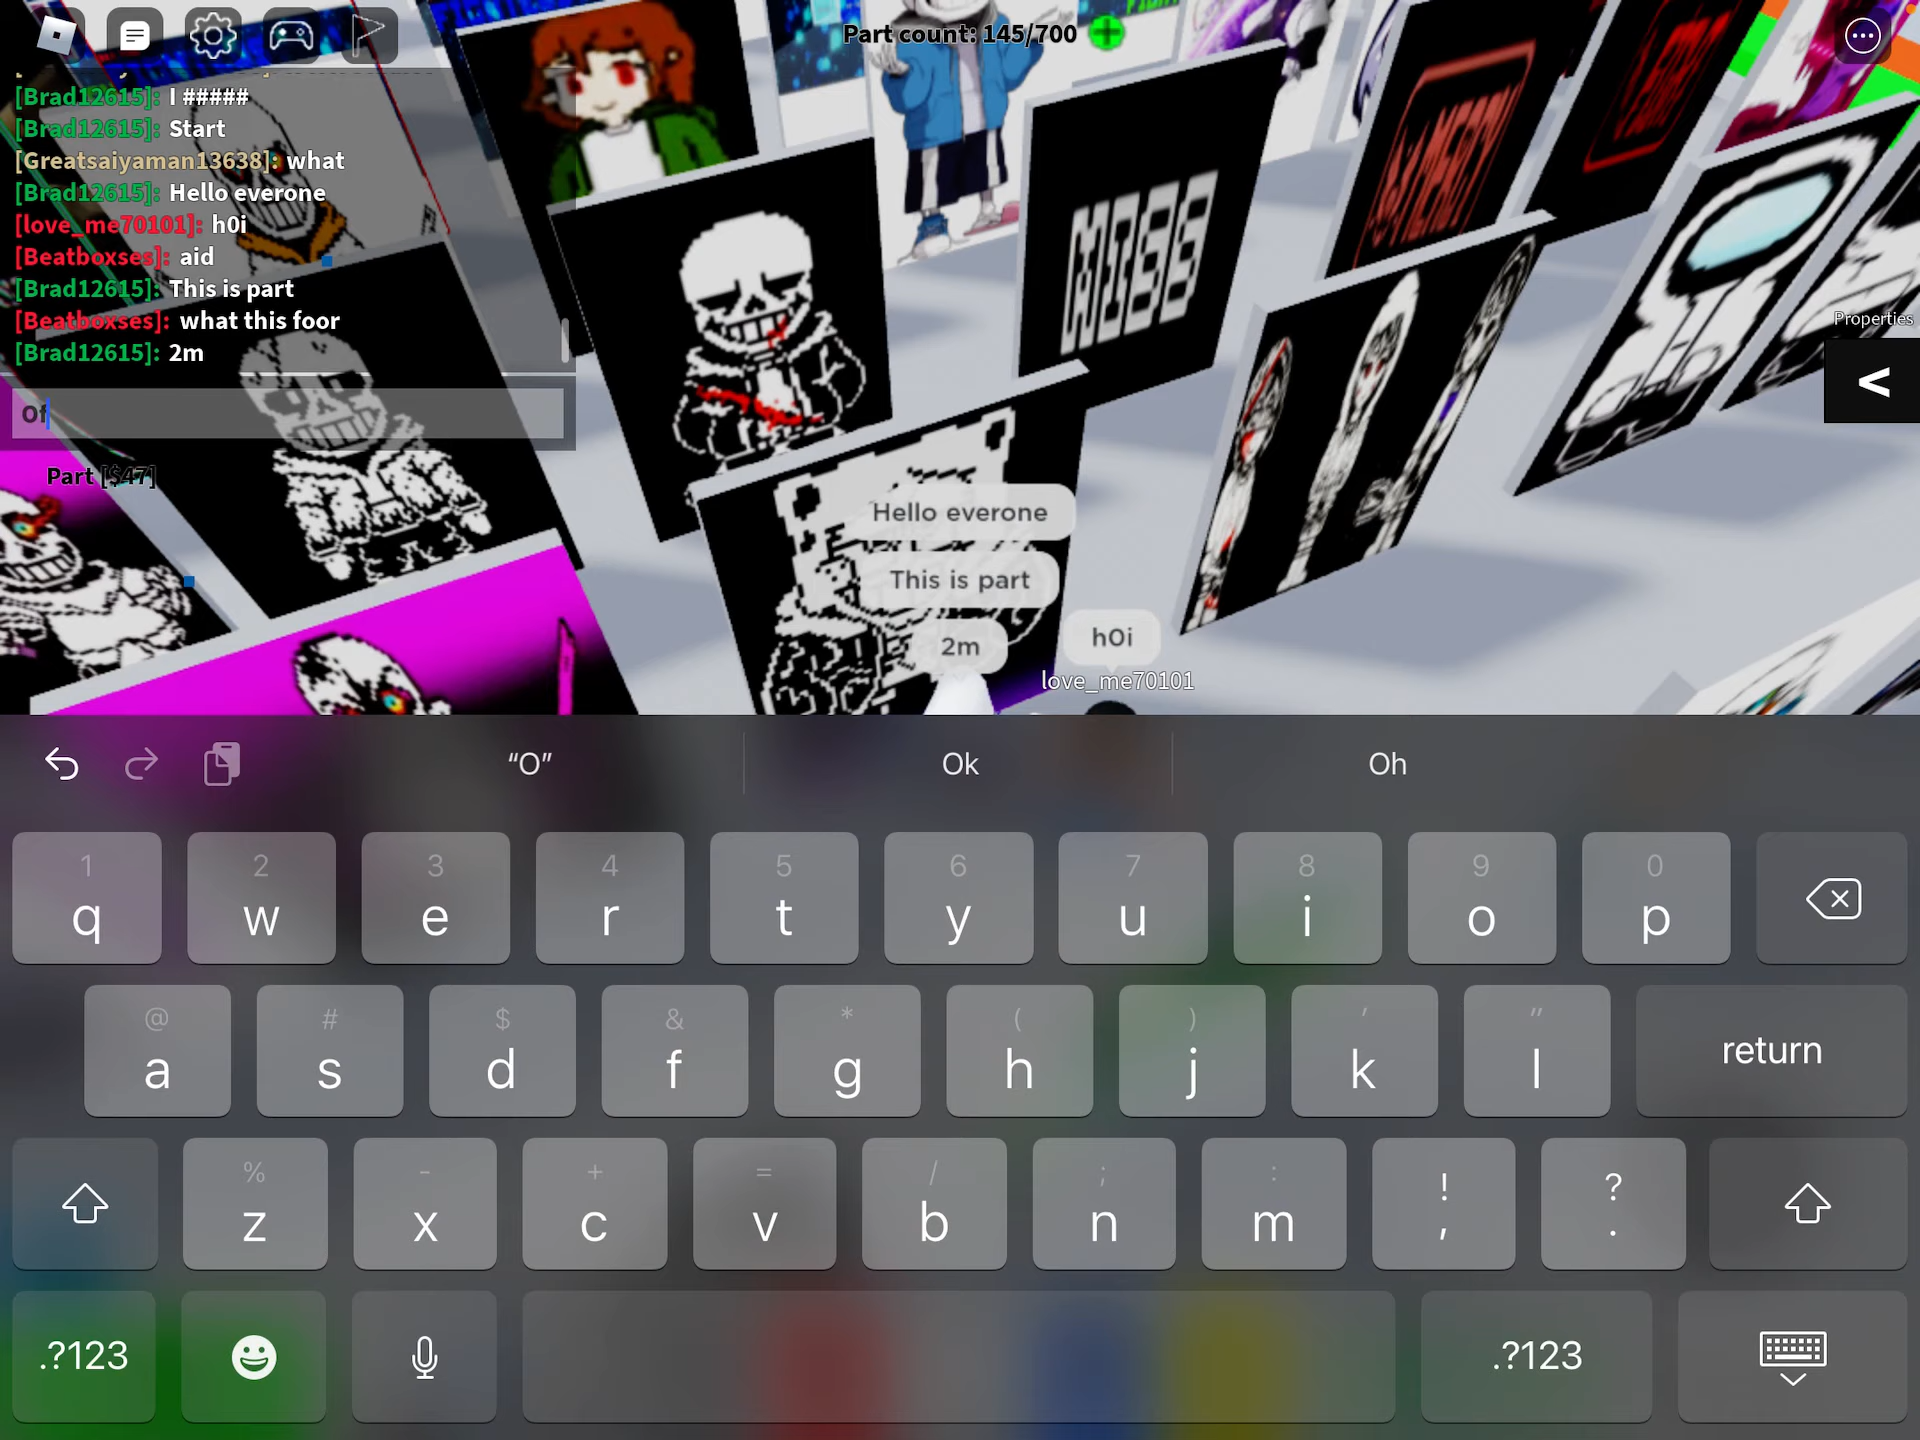 Part count: 145/700
[Brad12615]: I #####
[Brad12615]: Start
[Greatsaiyaman13638]: what
[Brad12615]: Hello everone
[love_me70101]: h0i
[Beatboxses]: aid
[Brad12615]: This is part
[Beatboxses]: what this foor
[Brad12615]: 2m
Of
Part [$47]
MISS
Properties
<
Hello everone
This is part
2m
h0i
love_me70101
“O” Ok Oh
1 2 3 4 5 6 7 8 9 0
q w e r t y u i o p
@ # $ & * ( ) ' "
a s d f g h j k l return
% - + = / ; : ! ?
z x c v b n m , .
.?123 .?123